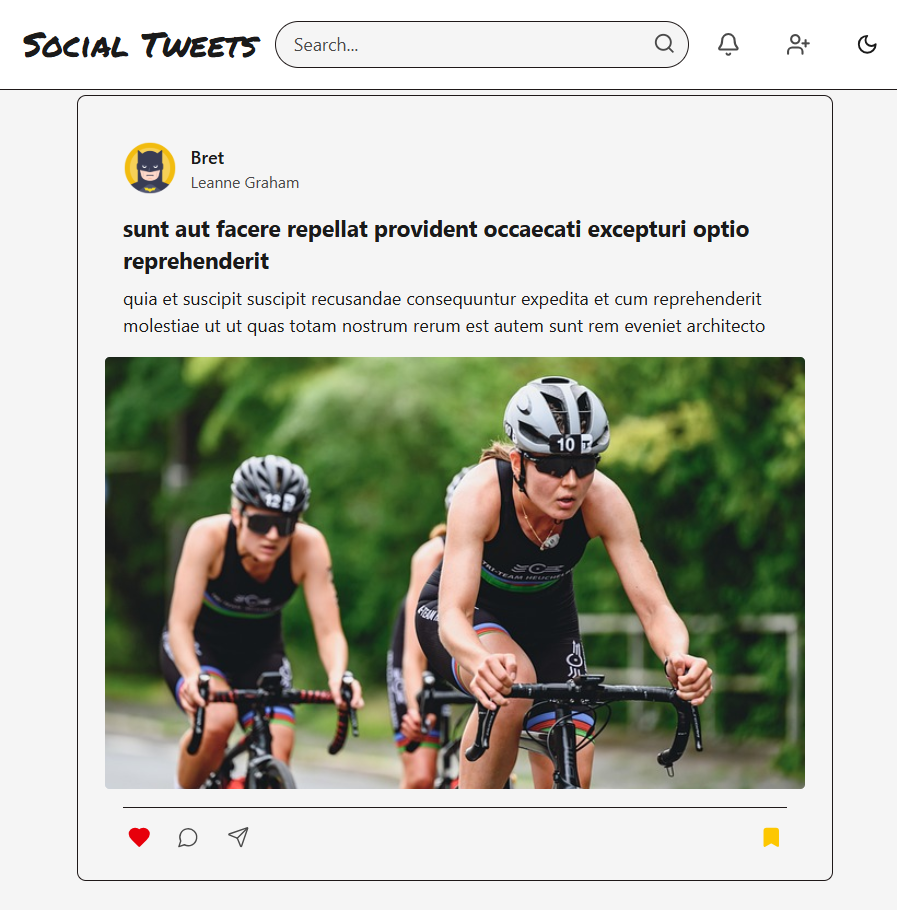 Social Tweets
Search...
Bret
Leanne Graham
sunt aut facere repellat provident occaecati excepturi optio
reprehenderit
quia et suscipit suscipit recusandae consequuntur expedita et cum reprehenderit
molestiae ut ut quas totam nostrum rerum est autem sunt rem eveniet architecto
10
12